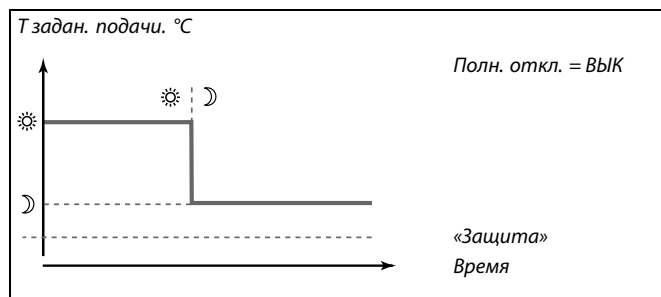 T задан. подачи. °C
Полн. откл. = ВЫК
«Защита»
Время